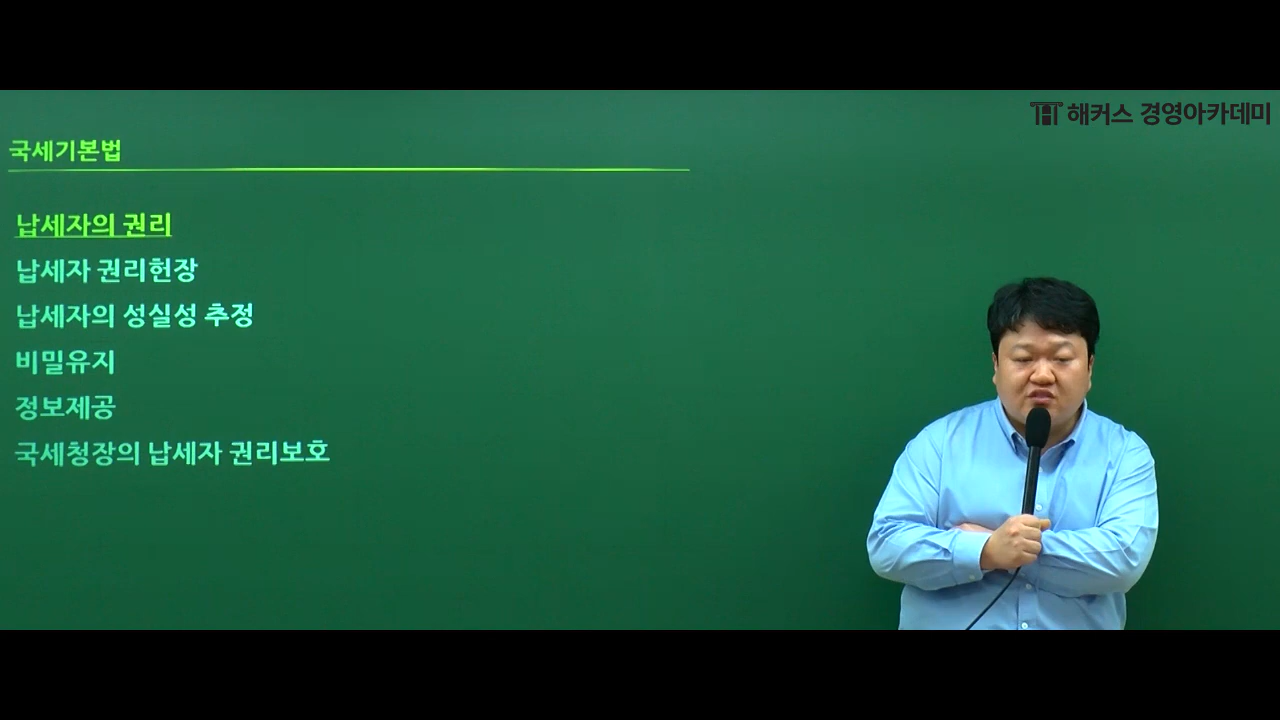 해커스 경영아카데미
국세기본법
납세자의 권리
납세자 권리헌장
납세자의 성실성 추정
비밀유지
정보제공
국세청장의 납세자 권리보호